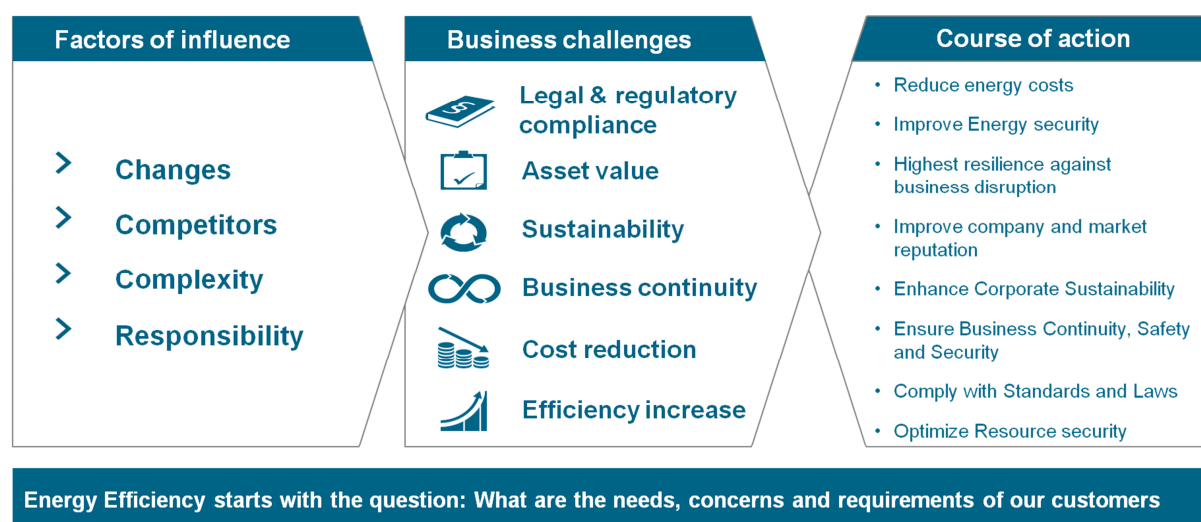 Factors of influence
Changes
Competitors
Complexity
Responsibility
Business challenges
§
Legal & regulatory
compliance
Asset value
Sustainability
Business continuity
Cost reduction
Efficiency increase
Course of action
• Reduce energy costs
• Improve Energy security
• Highest resilience against
business disruption
• Improve company and market
reputation
• Enhance Corporate Sustainability
• Ensure Business Continuity, Safety
and Security
• Comply with Standards and Laws
• Optimize Resource security
Energy Efficiency starts with the question: What are the needs, concerns and requirements of our customers